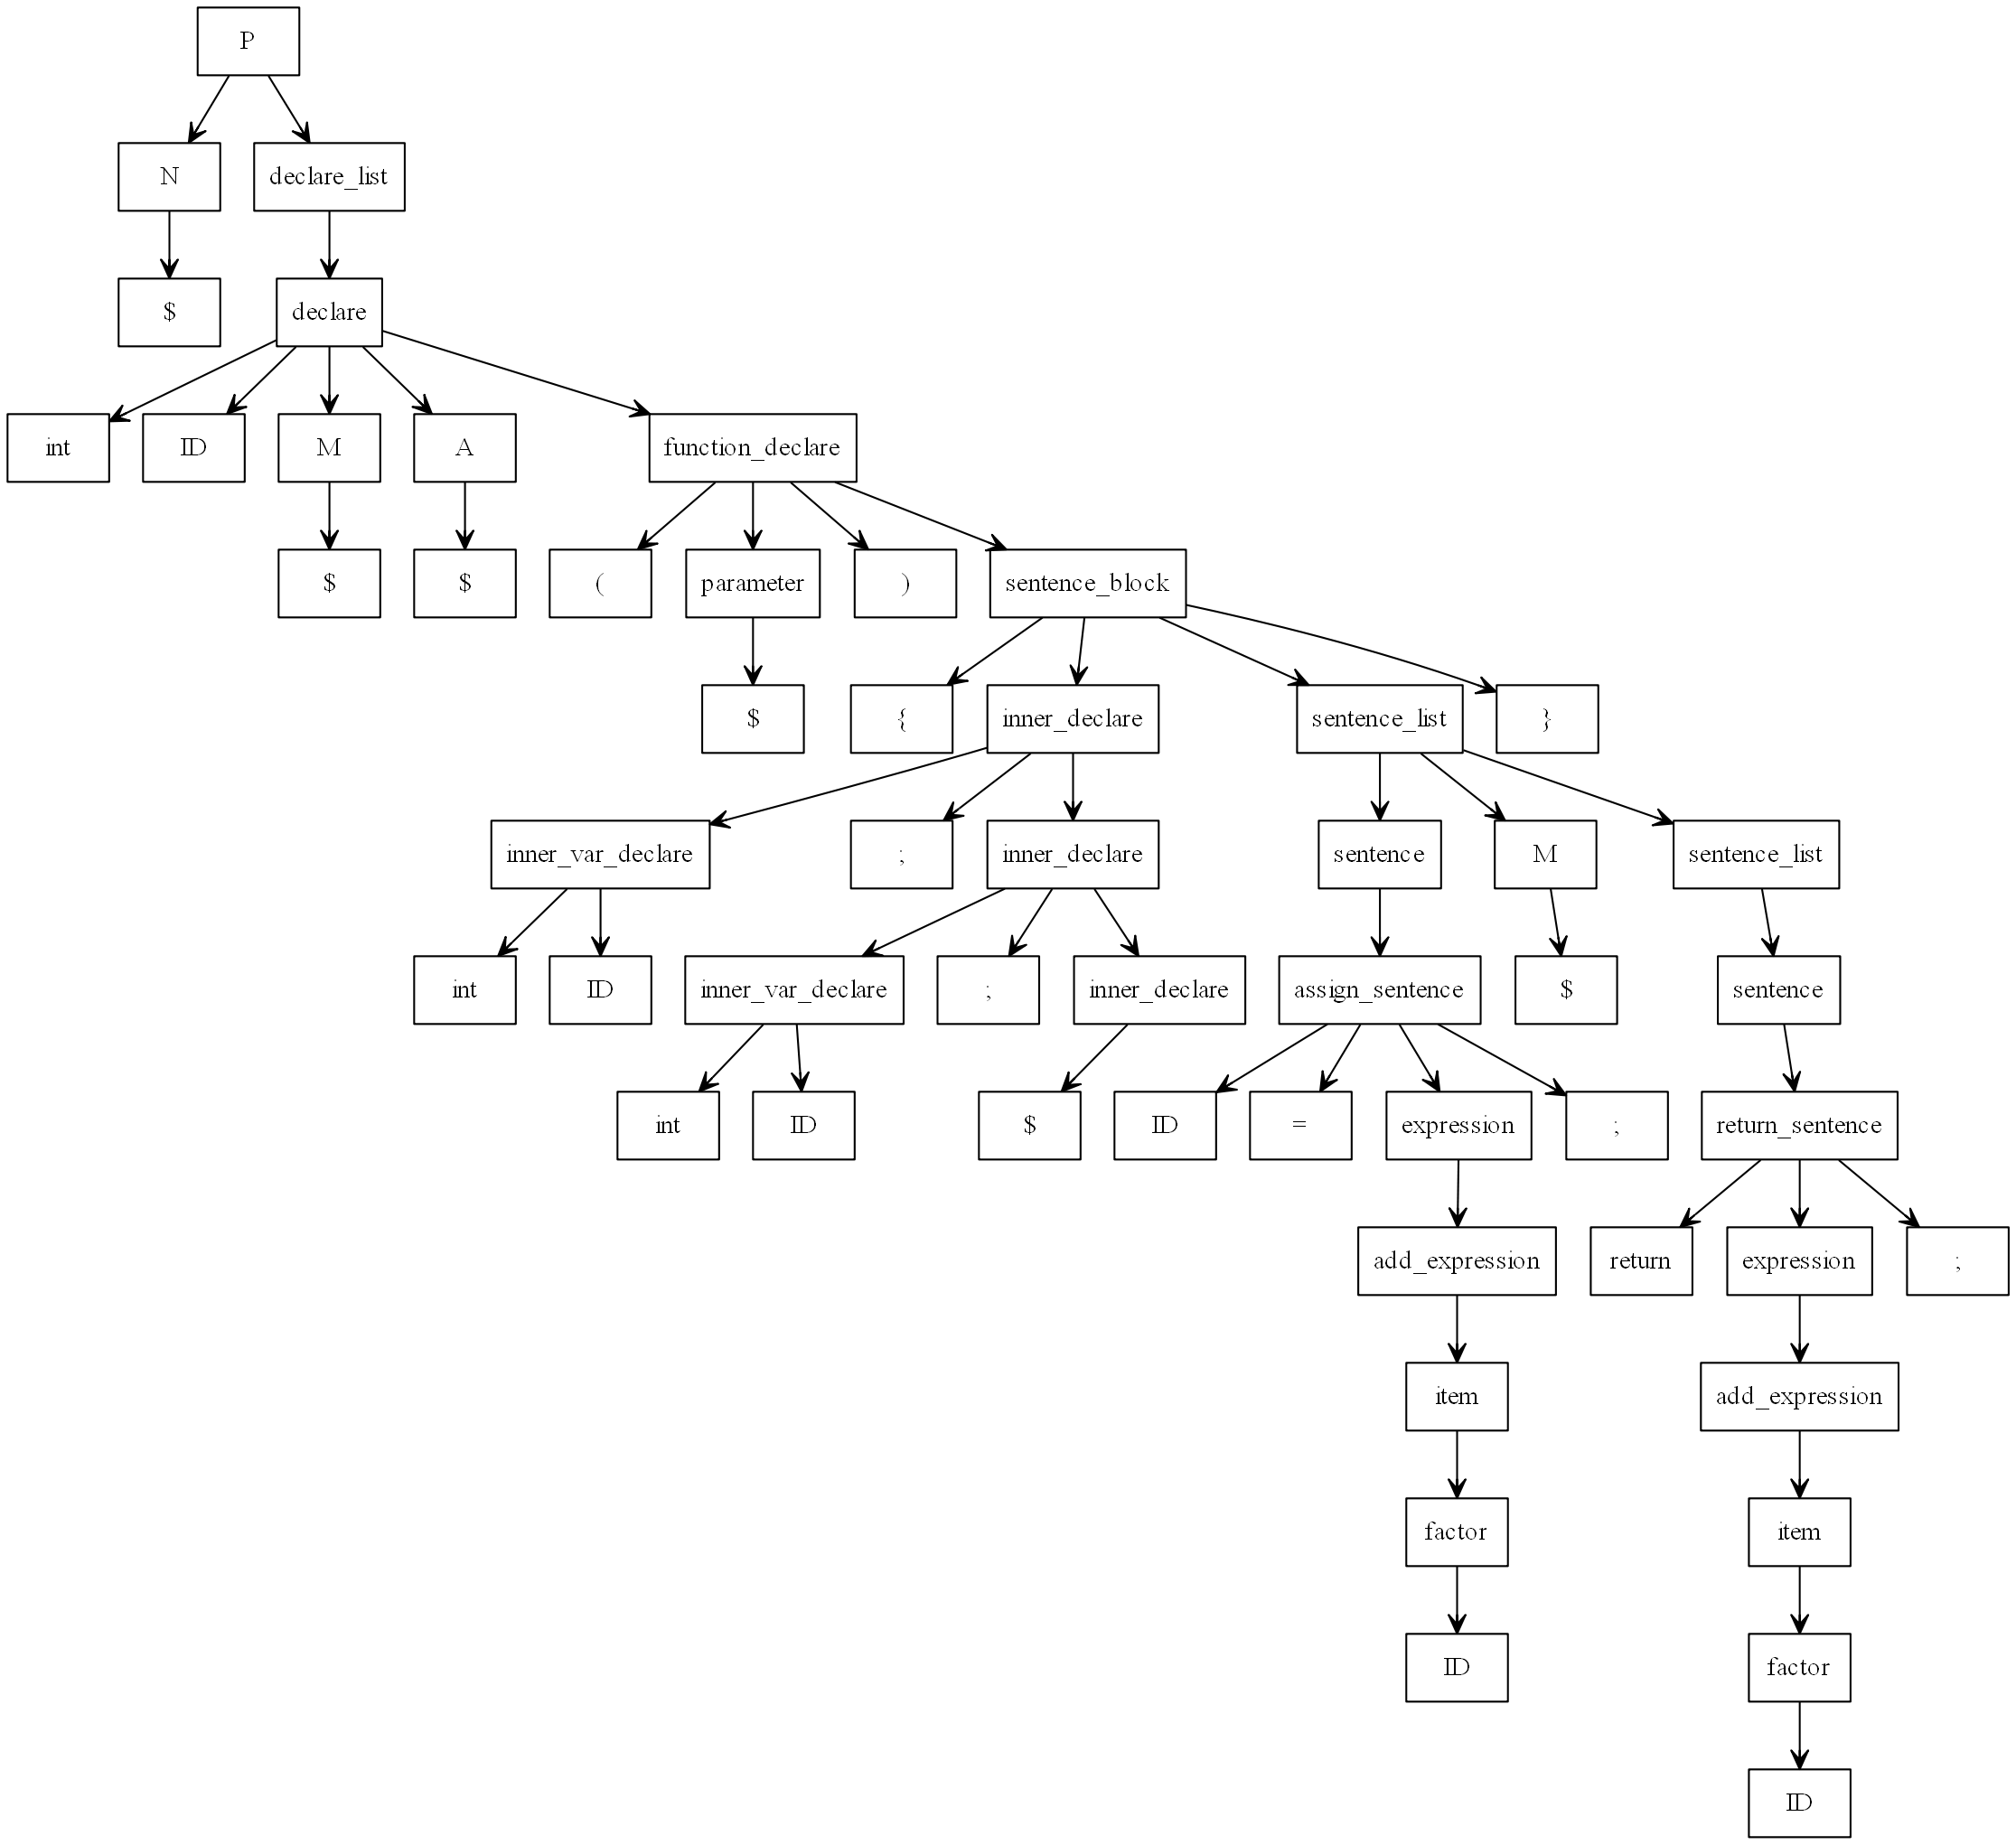 P
N
declare_list
$
declare
int
ID
M
A
function_declare
$
$
(
parameter
)
sentence_block
$
{
inner_declare
sentence_list
}
inner_var_declare
;
inner_declare
sentence
M
sentence_list
int
ID
inner_var_declare
;
inner_declare
assign_sentence
$
sentence
int
ID
$
ID
=
expression
;
return_sentence
add_expression
return
expression
;
item
add_expression
factor
item
ID
factor
ID